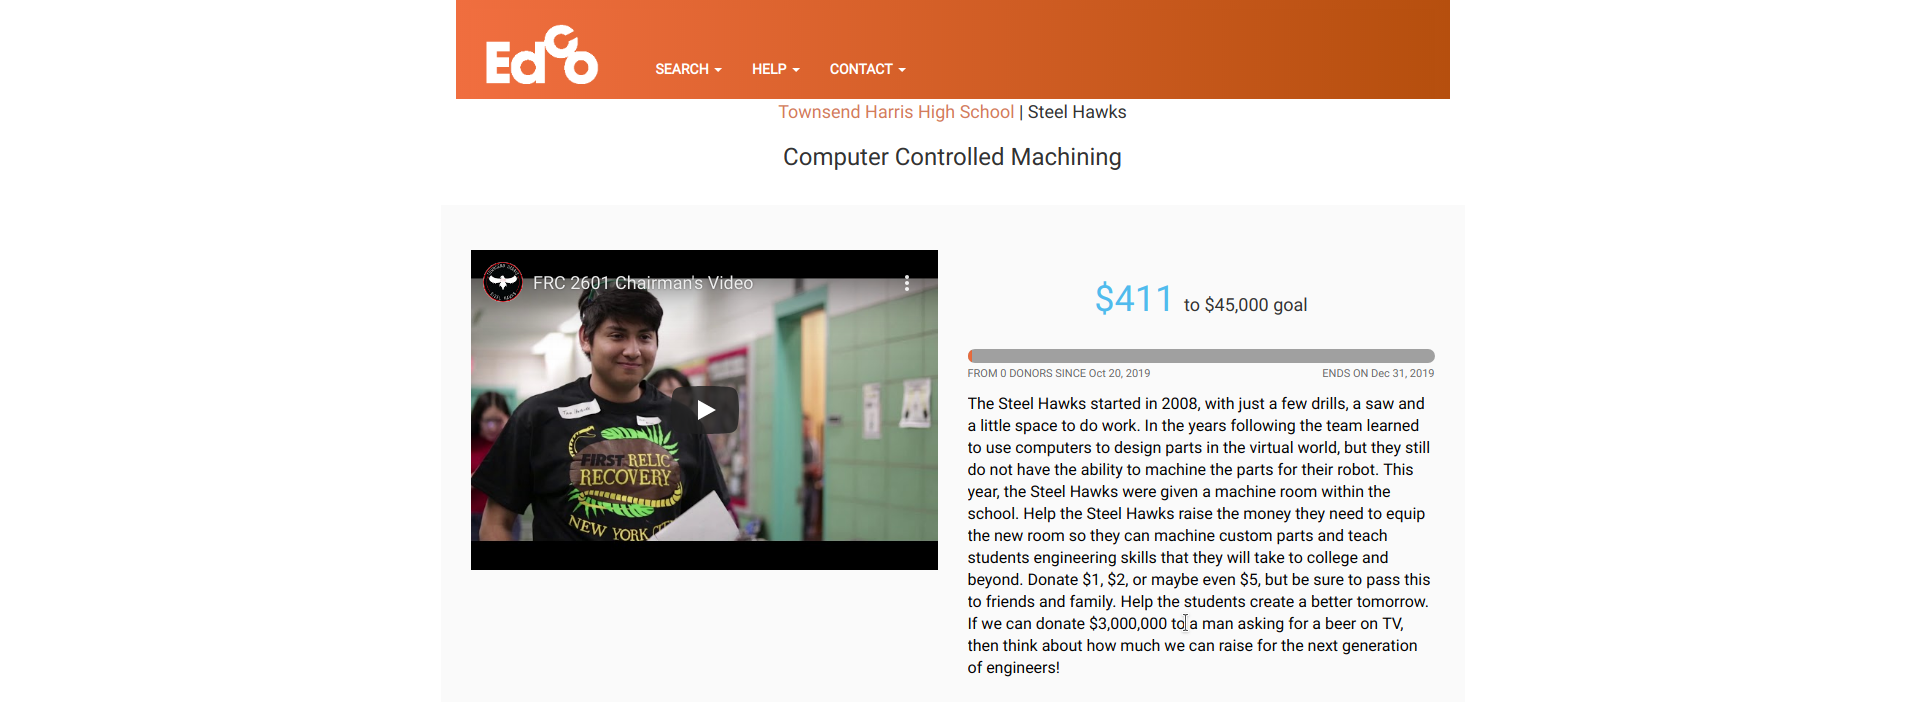 EdCo
SEARCH HELP CONTACT
Townsend Harris High School | Steel Hawks
Computer Controlled Machining
FRC 2601 Chairman's Video
FIRST RELIC
RECOVERY
NEW YORK CITY
$411 to $45,000 goal
FROM 0 DONORS SINCE Oct 20, 2019 ENDS ON Dec 31, 2019
The Steel Hawks started in 2008, with just a few drills, a saw and
a little space to do work. In the years following the team learned
to use computers to design parts in the virtual world, but they still
do not have the ability to machine the parts for their robot. This
year, the Steel Hawks were given a machine room within the
school. Help the Steel Hawks raise the money they need to equip
the new room so they can machine custom parts and teach
students engineering skills that they will take to college and
beyond. Donate $1, $2, or maybe even $5, but be sure to pass this
to friends and family. Help the students create a better tomorrow.
If we can donate $3,000,000 to a man asking for a beer on TV,
then think about how much we can raise for the next generation
of engineers!